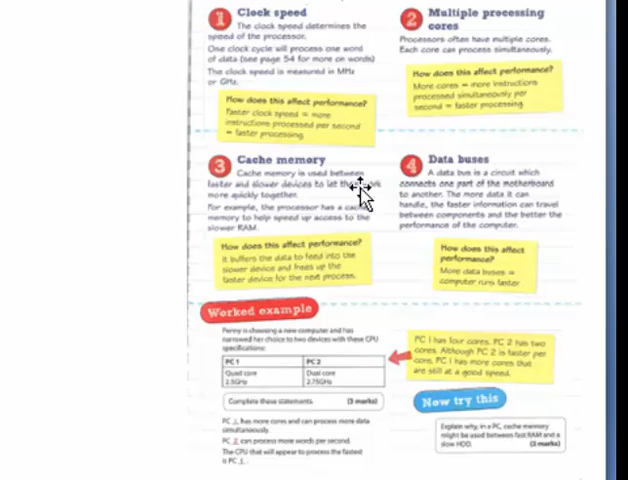 1 Clock speed
The clock speed determines the
speed of the processor.
One clock cycle will process one word
of data (see page 54 for more on words)
The clock speed is measured in MHz
or GHz.
How does this affect performance?
Faster clock speed = more
instructions processed per second
= faster processing.
2 Multiple processing
cores
Processors often have multiple cores.
Each core can process simultaneously.
How does this affect performance?
More cores = more instructions
processed simultaneously per
second = faster processing.
3 Cache memory
Cache memory is used between
faster and slower devices to let them work
more quickly together.
For example, the processor has a cache
memory to help speed up access to the
slower RAM.
How does this affect performance?
It buffers the data to feed into the
slower device and frees up the
faster device for the next process.
4 Data buses
A data bus is a circuit which
connects one part of the motherboard
to another. The more data it can
handle, the faster information can travel
between components and the better the
performance of the computer.
How does this affect
performance?
More data buses =
computer runs faster
Worked example
Penny is choosing a new computer and has
narrowed her choice to two devices with these CPU
specifications:
PC 1 PC 2
Quad core Dual core
2.5GHz 2.75GHz
Complete these statements. (3 marks)
PC 1 has more cores and can process more data
simultaneously.
PC 2 can process more words per second.
The CPU that will appear to process the fastest
is PC 1.
PC 1 has four cores. PC 2 has two
cores. Although PC 2 is faster per
core, PC 1 has more cores that
are still at a good speed.
Now try this
Explain why, in a PC, cache memory
might be used between fast RAM and a
slow HDD. (2 marks)